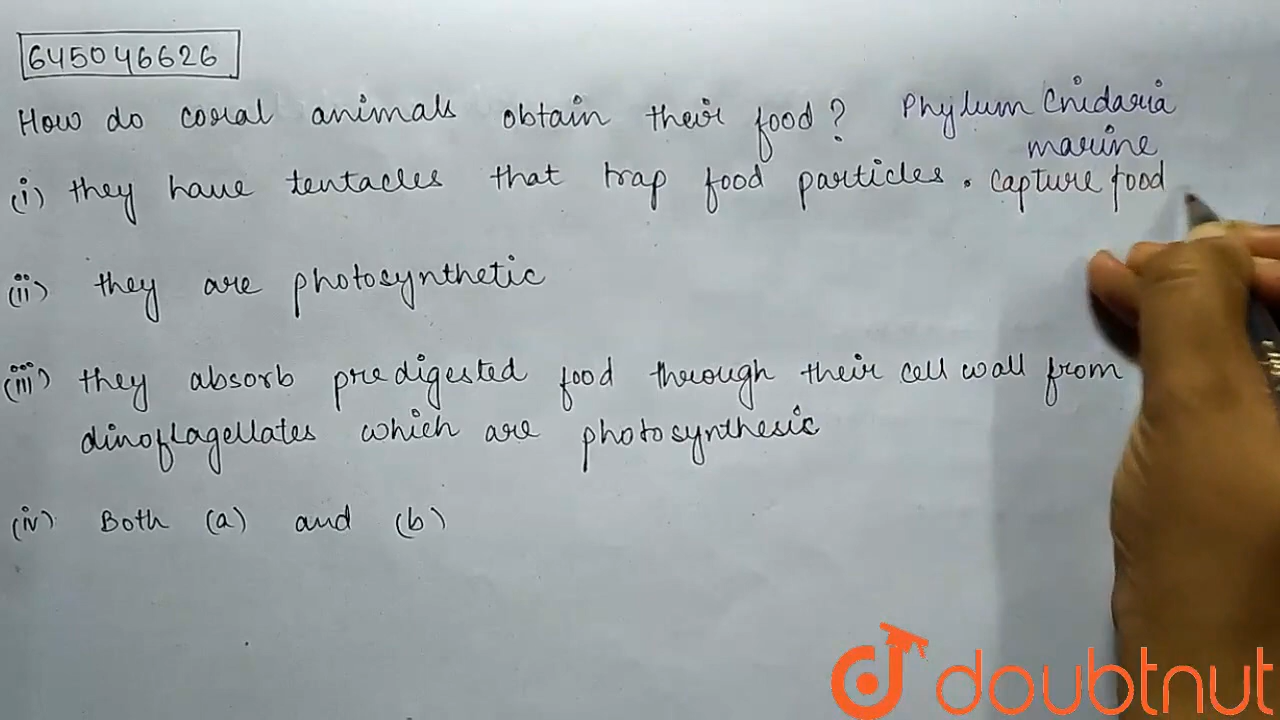 645046626
How do coral animals obtain their food? Phylum Cnidaria
marine
(i) they have tentacles that trap food particles. Capture food
(ii) they are photosynthetic
(iii) they absorb predigested food through their cell wall from
dinoflagellates which are photosynthesic
(iv) Both (a) and (b)
doubtnut